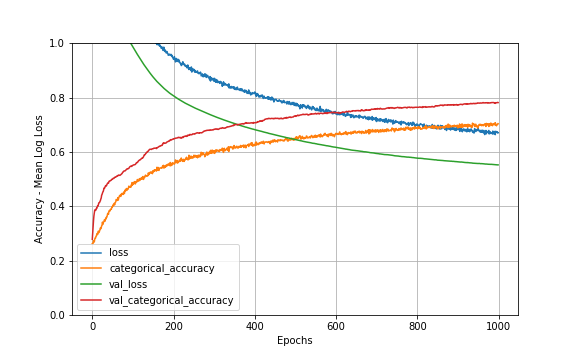 1.0
0.8
0.6
0.4
0.2
0.0
Accuracy - Mean Log Loss
loss
categorical_accuracy
val_loss
val_categorical_accuracy
0 200 400 600 800 1000
Epochs